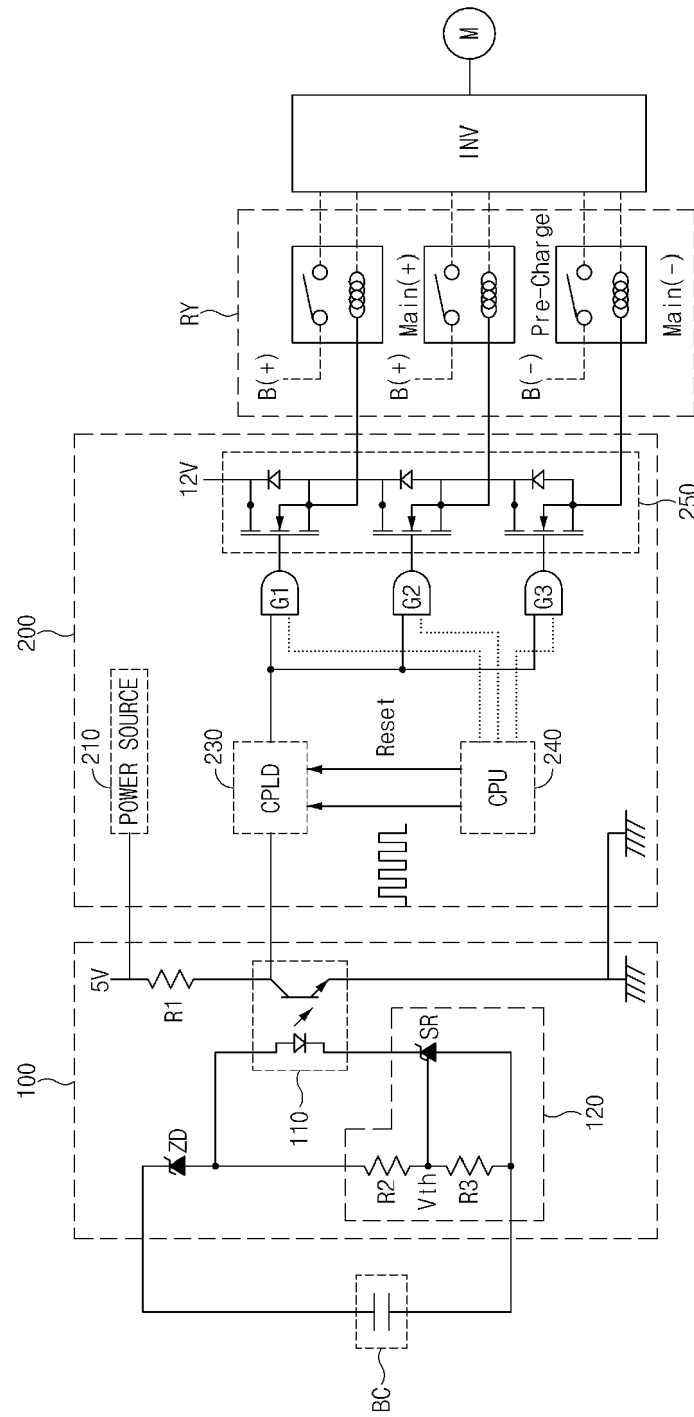 100
5V
R1
ZD
110
R2
Vth
R3
SR
120
BC
200
210
POWER SOURCE
230
CPLD
Reset
240
CPU
G1
G2
G3
12V
250
RY
B(+)
Main(+)
B(+)
Pre-Charge
B(-)
Main(-)
INV
M